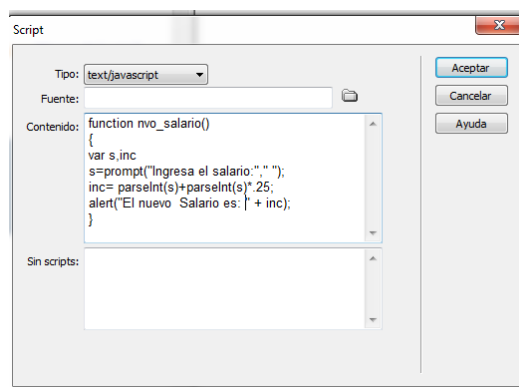 Script
Tipo: text/javascript
Aceptar
Fuente:
Cancelar
Contenido:
Ayuda
function nvo_salario()
{
var s,inc
s=prompt("Ingresa el salario:"," ");
inc= parseInt(s)+parseInt(s)*.25;
alert("El nuevo  Salario es: " + inc);
}
Sin scripts: